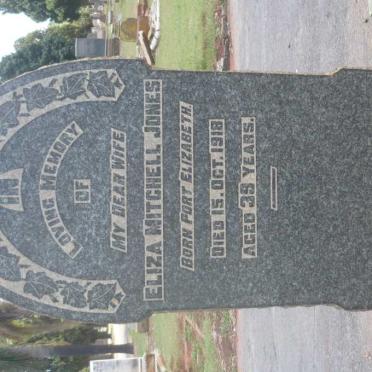 IN
LOVING MEMORY
OF
MY DEAR WIFE
ELIZA MITCHELL JONES
BORN PORT ELIZABETH
DIED 15. OCT. 1918
AGED 39 YEARS.